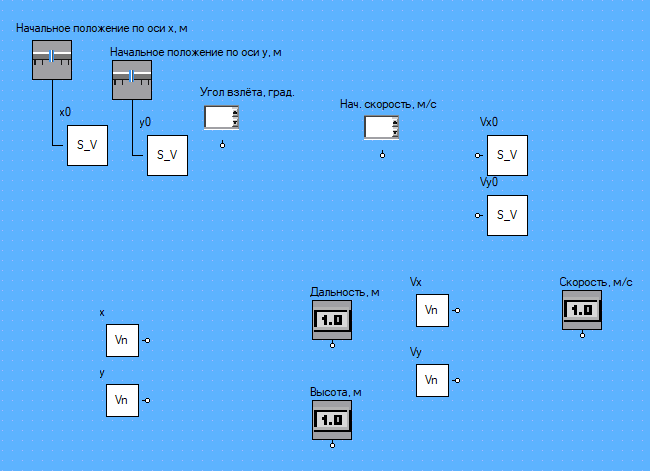 Начальное положение по оси x, м
Начальное положение по оси y, м
Угол взлёта, град.
Нач. скорость, м/с
x0
y0
Vx0
S_V
S_V
S_V
Vy0
S_V
Дальность, м
Vx
Скорость, м/с
1.0
Vn
1.0
x
Vn
Vy
y
Vn
Vn
Высота, м
1.0